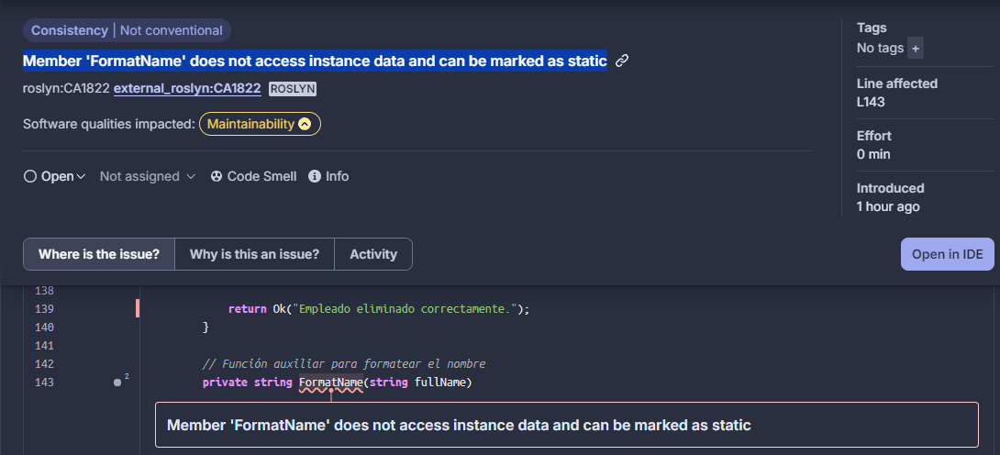 Consistency | Not conventional
Member 'FormatName' does not access instance data and can be marked as static
roslyn:CA1822 external_roslyn:CA1822 ROSLYN
Software qualities impacted: Maintainability
Open Not assigned Code Smell Info
Tags
No tags +
Line affected
L143
Effort
0 min
Introduced
1 hour ago
Where is the issue? Why is this an issue? Activity
Open in IDE
138
139 return Ok("Empleado eliminado correctamente.");
140 }
141
142 // Función auxiliar para formatear el nombre
143 2 private string FormatName(string fullName)
Member 'FormatName' does not access instance data and can be marked as static